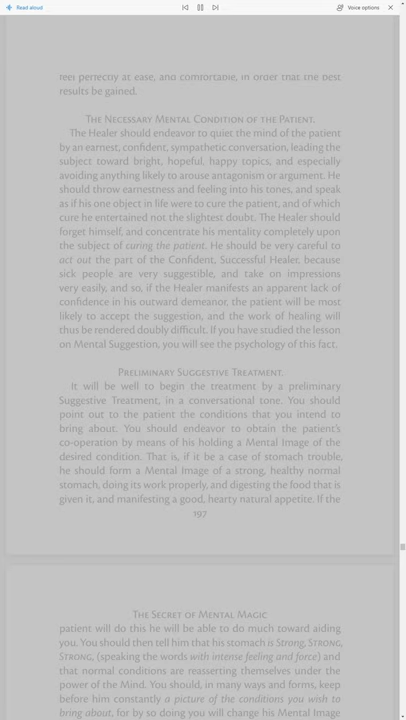 Read aloud
Voice options
feel perfectly at ease, and comfortable, in order that the best
results be gained.
The Necessary Mental Condition of the Patient.
The Healer should endeavor to quiet the mind of the patient
by an earnest, confident, sympathetic conversation, leading the
subject toward bright, hopeful, happy topics, and especially
avoiding anything likely to arouse antagonism or argument. He
should throw earnestness and feeling into his tones, and speak
as if his one object in life were to cure the patient, and of which
cure he entertained not the slightest doubt. The Healer should
forget himself, and concentrate his mentality completely upon
the subject of curing the patient. He should be very careful to
act out the part of the Confident, Successful Healer, because
sick people are very suggestible, and take on impressions
very easily, and so, if the Healer manifests an apparent lack of
confidence in his outward demeanor, the patient will be most
likely to accept the suggestion, and the work of healing will
thus be rendered doubly difficult. If you have studied the lesson
on Mental Suggestion, you will see the psychology of this fact.
Preliminary Suggestive Treatment.
It will be well to begin the treatment by a preliminary
Suggestive Treatment, in a conversational tone. You should
point out to the patient the conditions that you intend to
bring about. You should endeavor to obtain the patient's
co-operation by means of his holding a Mental Image of the
desired condition. That is, if it be a case of stomach trouble,
he should form a Mental Image of a strong, healthy normal
stomach, doing its work properly, and digesting the food that is
given it, and manifesting a good, hearty natural appetite. If the
197
The Secret of Mental Magic
patient will do this he will be able to do much toward aiding
you. You should then tell him that his stomach is Strong, Strong,
Strong, (speaking the words with intense feeling and force) and
that normal conditions are reasserting themselves under the
power of the Mind. You should, in many ways and forms, keep
before him constantly a picture of the conditions you wish to
bring about, for by so doing you will change his Mental Image